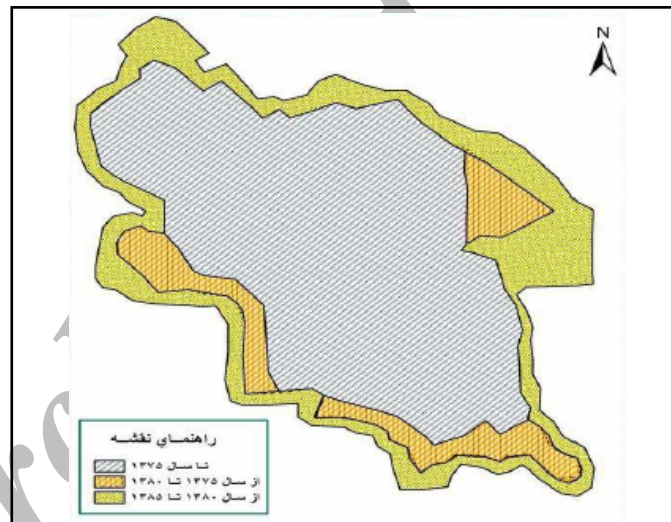 N
راهنمای نقشه
تا سال ۱۳۷۵
از سال ۱۳۷۵ تا ۱۳۸۰
از سال ۱۳۸۰ تا ۱۳۸۵